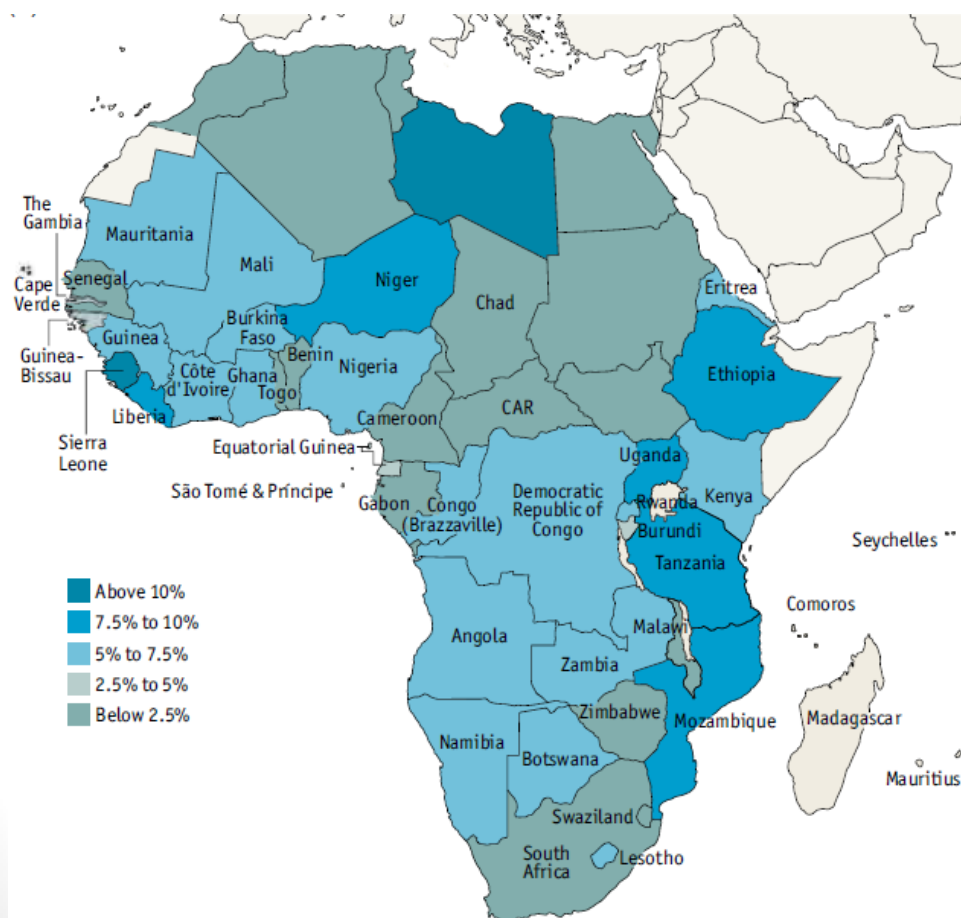 The
Gambia
Mauritania
Mali
Niger
Chad
Eritrea
Cape
Verde
Senegal
Guinea-
Bissau
Guinea
Burkina
Faso
Benin
Côte
d'Ivoire
Ghana
Togo
Nigeria
Ethiopia
Liberia
Sierra
Leone
Cameroon
CAR
Equatorial Guinea
São Tomé & Príncipe
Gabon
Congo
(Brazzaville)
Democratic
Republic of
Congo
Uganda
Rwanda
Burundi
Kenya
Tanzania
Seychelles
Comoros
Above 10%
7.5% to 10%
5% to 7.5%
2.5% to 5%
Below 2.5%
Angola
Zambia
Malawi
Zimbabwe
Mozambique
Madagascar
Mauritius
Namibia
Botswana
Swaziland
South
Africa
Lesotho